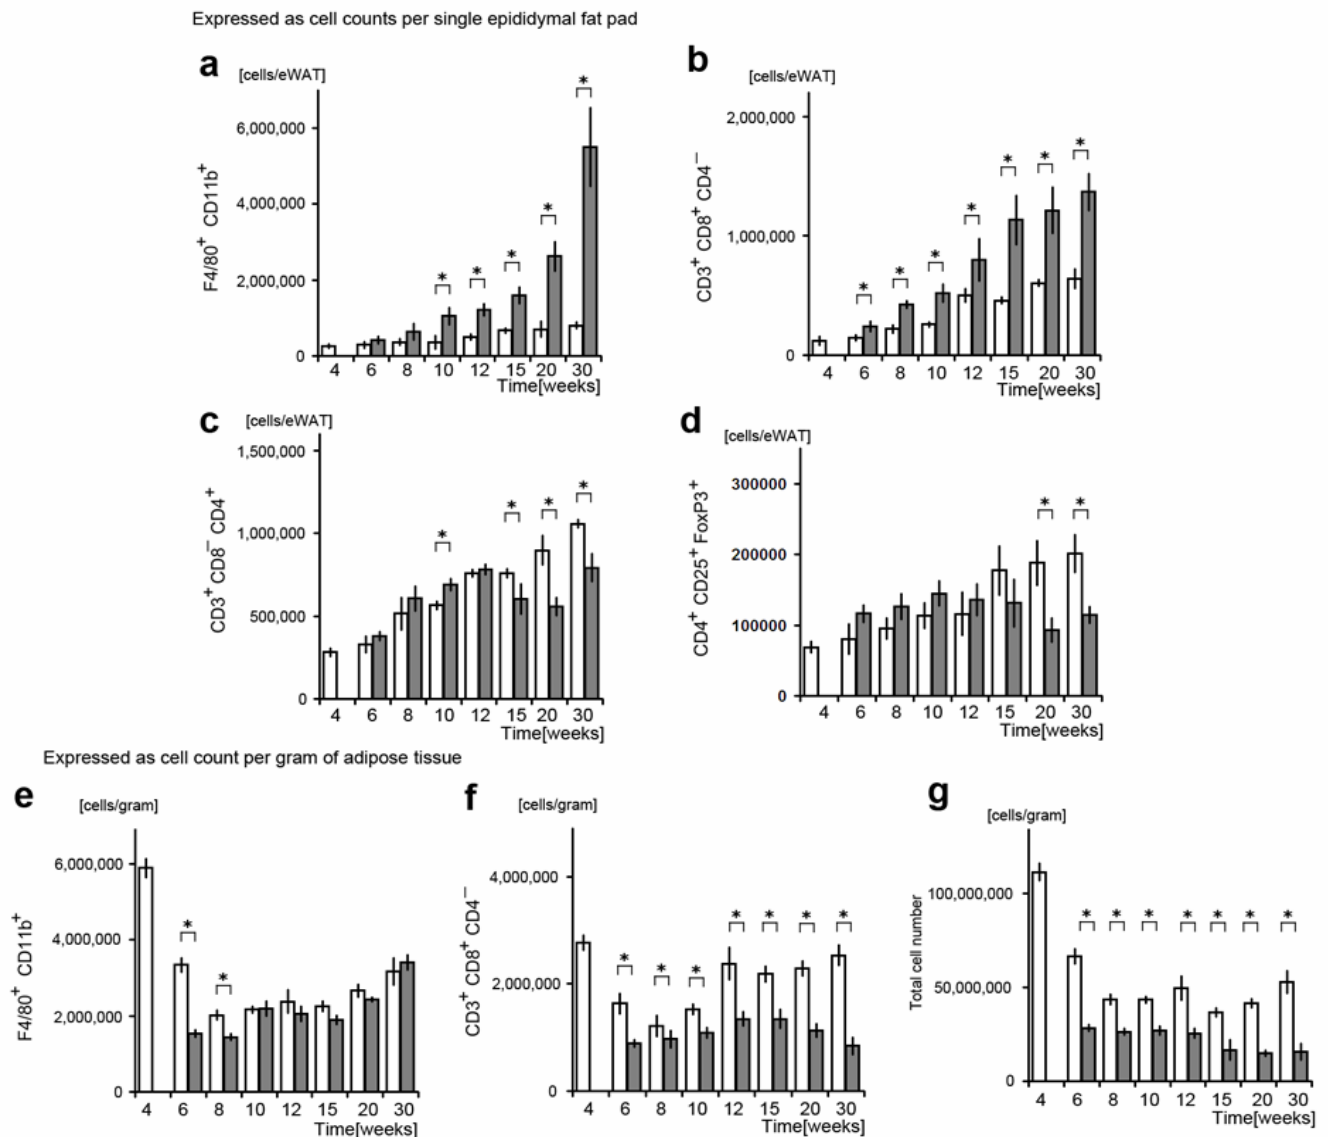 Expressed as cell counts per single epididymal fat pad
a
[cells/eWAT]
F4/80+ CD11b+
6,000,000
4,000,000
2,000,000
0
* * * * *
4 6 8 10 12 15 20 30
Time[weeks]
b
[cells/eWAT]
CD3+ CD8+ CD4−
2,000,000
1,000,000
0
* * * * * * *
4 6 8 10 12 15 20 30
Time[weeks]
c
[cells/eWAT]
CD3+ CD8− CD4+
1,500,000
1,000,000
500,000
0
* * * *
4 6 8 10 12 15 20 30
Time[weeks]
d
[cells/eWAT]
CD4+ CD25+ FoxP3+
300000
200000
100000
0
* *
4 6 8 10 12 15 20 30
Time[weeks]
Expressed as cell count per gram of adipose tissue
e
[cells/gram]
F4/80+ CD11b+
6,000,000
4,000,000
2,000,000
0
* *
4 6 8 10 12 15 20 30
Time[weeks]
f
[cells/gram]
CD3+ CD8+ CD4−
4,000,000
2,000,000
0
* * * * * * *
4 6 8 10 12 15 20 30
Time[weeks]
g
[cells/gram]
Total cell number
100,000,000
50,000,000
0
* * * * * * *
4 6 8 10 12 15 20 30
Time[weeks]